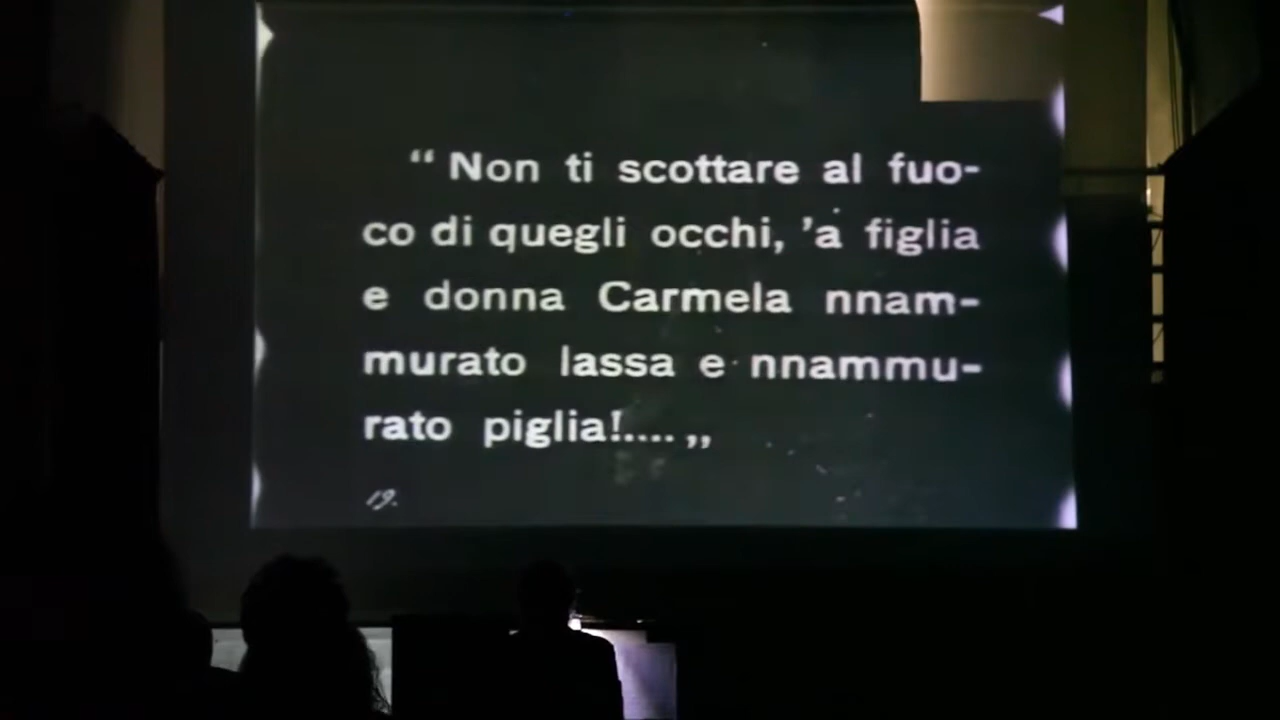 “ Non ti scottare al fuo-
co di quegli occhi, ’a figlia
e donna Carmela nnam-
murato lassa e nnammu-
rato piglia!.... „
19.